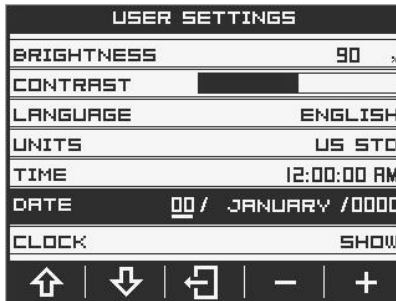 USER SETTINGS
BRIGHTNESS 90 %
CONTRAST
LANGUAGE ENGLISH
UNITS US STD
TIME 12:00:00 AM
DATE 00/ JANUARY /0000
CLOCK SHOW